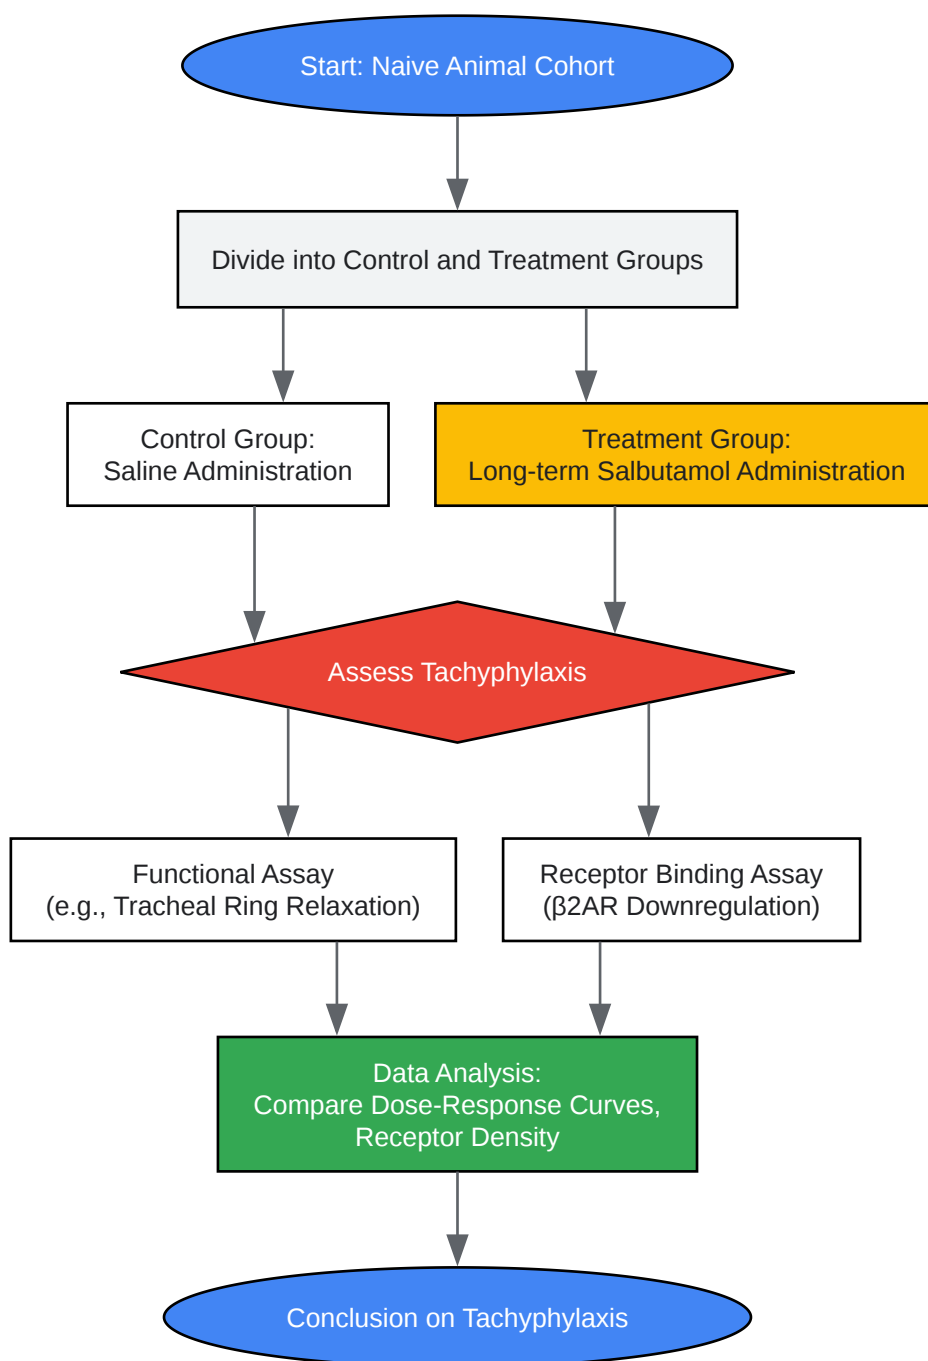 Start: Naive Animal Cohort
Divide into Control and Treatment Groups
Control Group:
Saline Administration
Treatment Group:
Long-term Salbutamol Administration
Assess Tachyphylaxis
Functional Assay
(e.g., Tracheal Ring Relaxation)
Receptor Binding Assay
(β2AR Downregulation)
Data Analysis:
Compare Dose-Response Curves,
Receptor Density
Conclusion on Tachyphylaxis